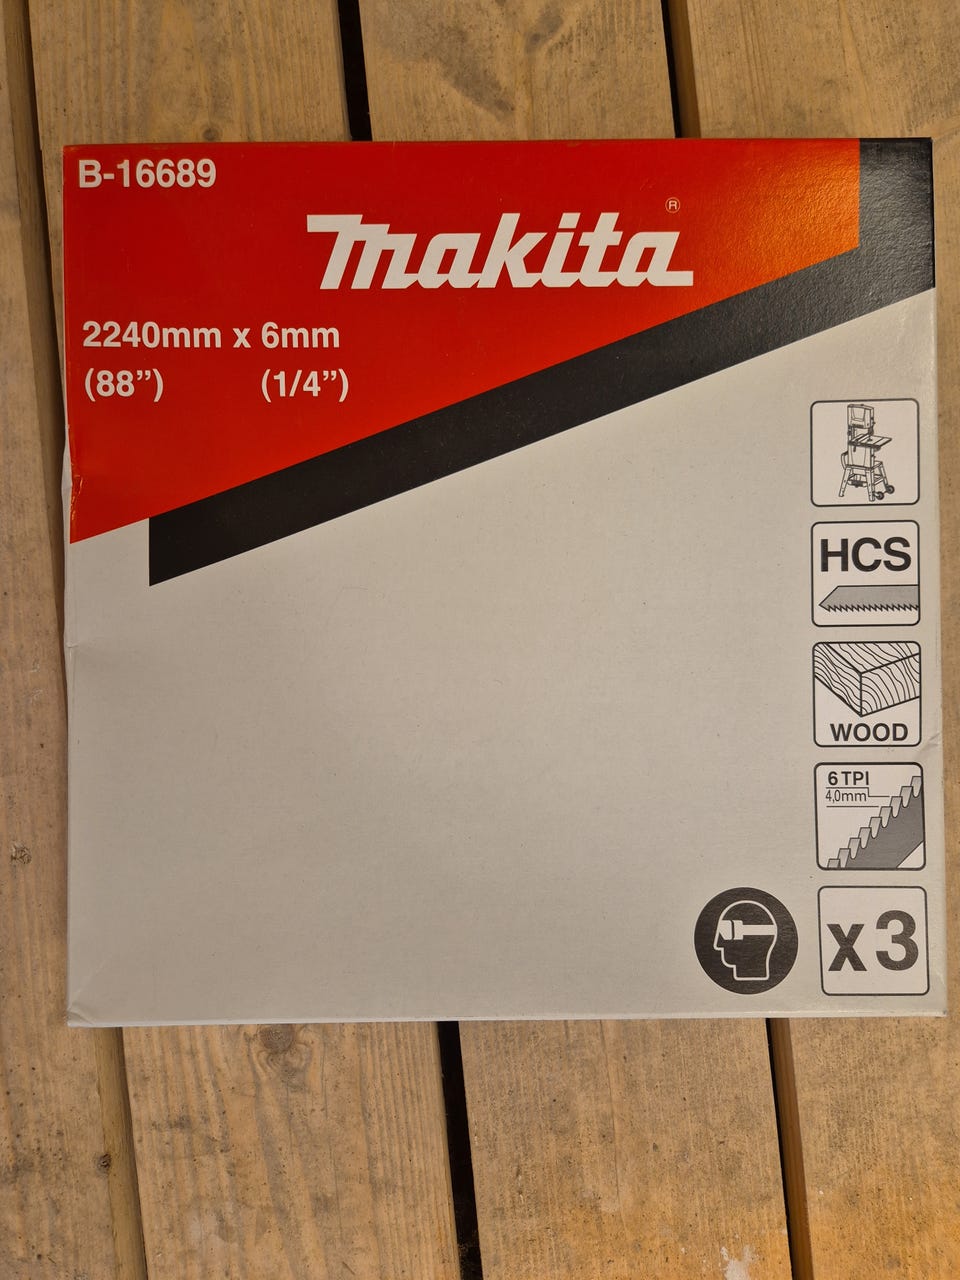 B-16689
makita®
2240mm x 6mm
(88”) (1/4”)
HCS
WOOD
6 TPI
4,0mm
x3